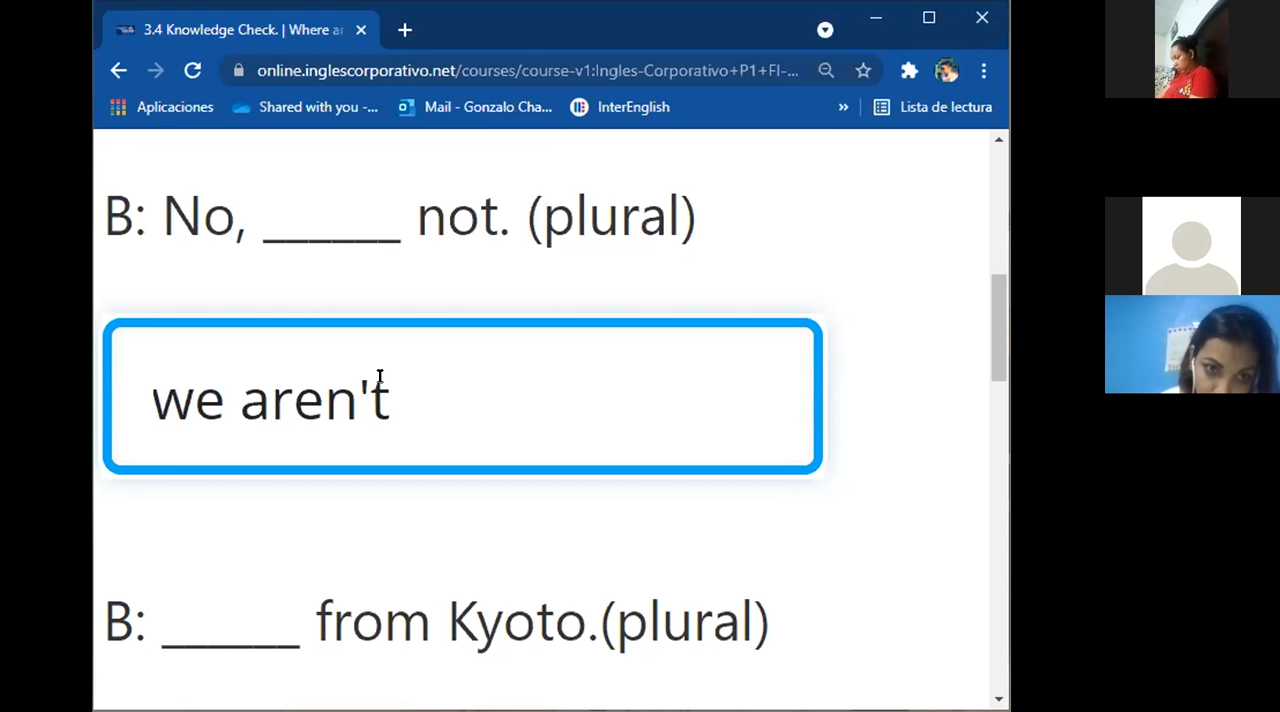 3.4 Knowledge Check. | Where ar
online.inglescorporativo.net/courses/course-v1:Ingles-Corporativo+P1+FI-...
Aplicaciones Shared with you -... Mail - Gonzalo Cha... InterEnglish » Lista de lectura
B: No, ______ not. (plural)
we aren't
B: ______ from Kyoto.(plural)